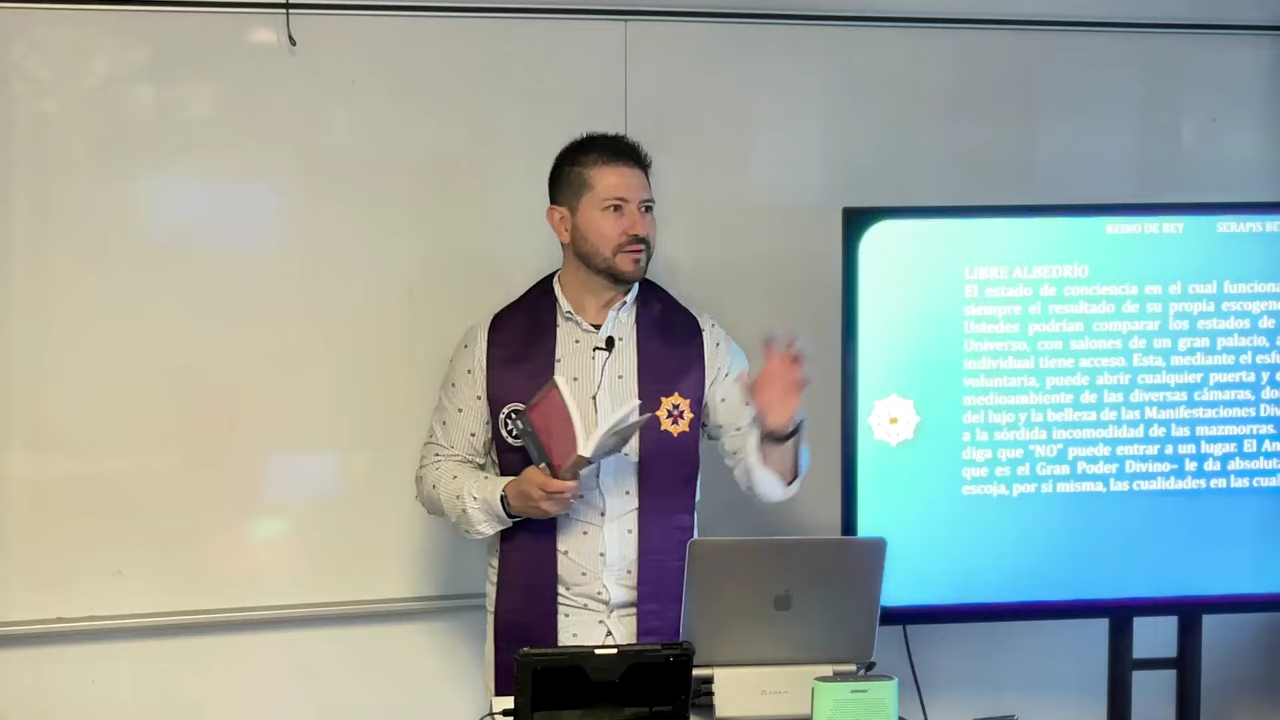 REINO DE BEY SERAPIS BE
LIBRE ALBEDRÍO
El estado de conciencia en el cual funciona
siempre el resultado de su propia escogen
Ustedes podrían comparar los estados de
Universo, con salones de un gran palacio, a
individual tiene acceso. Esta, mediante el esfu
voluntaria, puede abrir cualquier puerta y e
medioambiente de las diversas cámaras, do
del lujo y la belleza de las Manifestaciones Div
a la sórdida incomodidad de las mazmorras.
diga que "NO" puede entrar a un lugar. El An
que es el Gran Poder Divino– le da absoluta
escoja, por sí misma, las cualidades en las cual